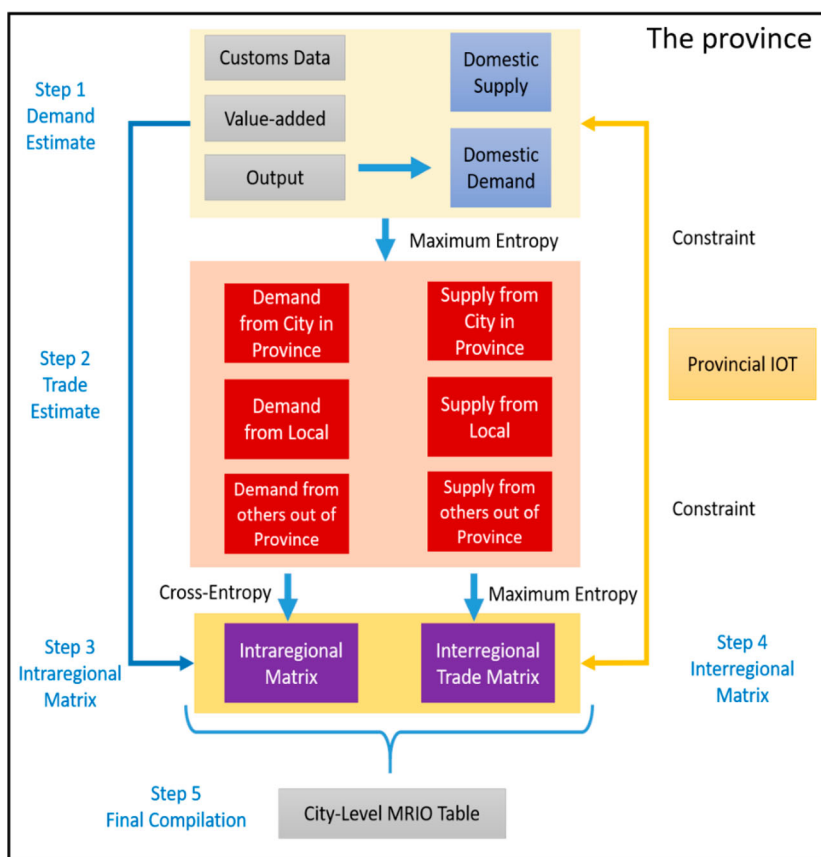 The province
Step 1
Demand
Estimate
Customs Data
Value-added
Output
Domestic
Supply
Domestic
Demand
Maximum Entropy
Constraint
Step 2
Trade
Estimate
Demand
from City in
Province
Supply from
City in
Province
Provincial IOT
Demand
from Local
Supply from
Local
Demand from
others out of
Province
Supply from
others out of
Province
Constraint
Cross-Entropy
Maximum Entropy
Step 3
Intraregional
Matrix
Intraregional
Matrix
Interregional
Trade Matrix
Step 4
Interregional
Matrix
Step 5
Final Compilation
City-Level MRIO Table